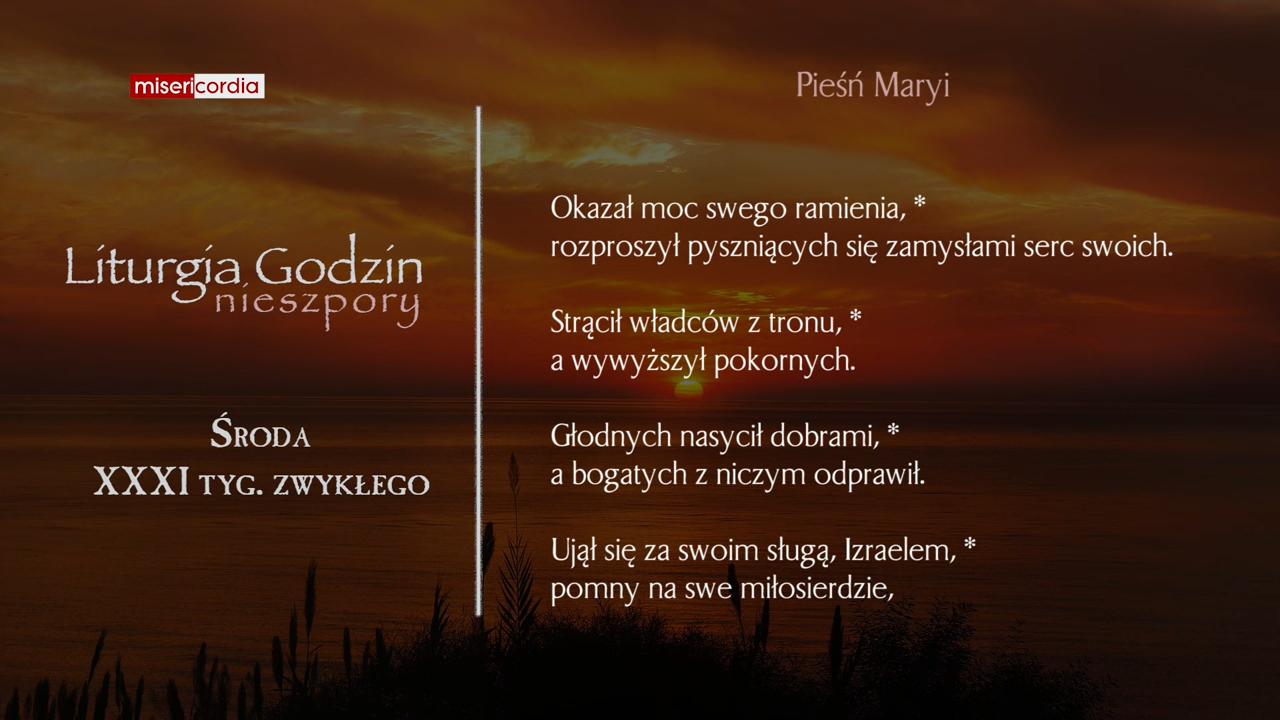 misericordia
Liturgia Godzin
nieszpory
Środa
XXXI tyg. zwykłego
Pieśń Maryi
Okazał moc swego ramienia, *
rozproszył pyszniących się zamysłami serc swoich.
Strącił władców z tronu, *
a wywyższył pokornych.
Głodnych nasycił dobrami, *
a bogatych z niczym odprawił.
Ujął się za swoim sługą, Izraelem, *
pomny na swe miłosierdzie,